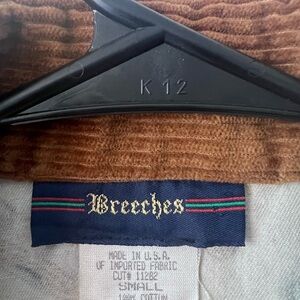 K 12
Breeches
MADE IN U.S.A.
OF IMPORTED FABRIC
CUT# 11282
SMALL
100% COTTON